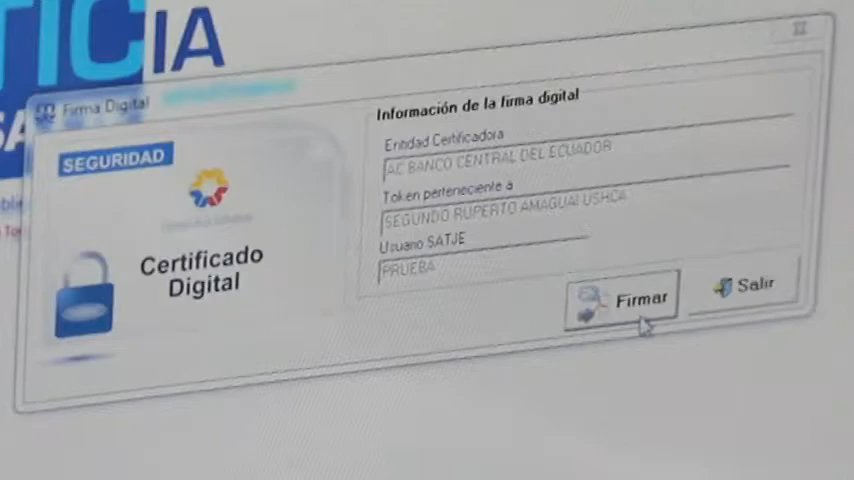 TICIA
Firma Digital
SEGURIDAD
Certificado
Digital
Información de la firma digital
Entidad Certificadora
AC BANCO CENTRAL DEL ECUADOR
Token perteneciente a
SEGUNDO RUPERTO AMAGUAI USHCA
Usuario SATJE
PRUEBA
Firmar
Salir